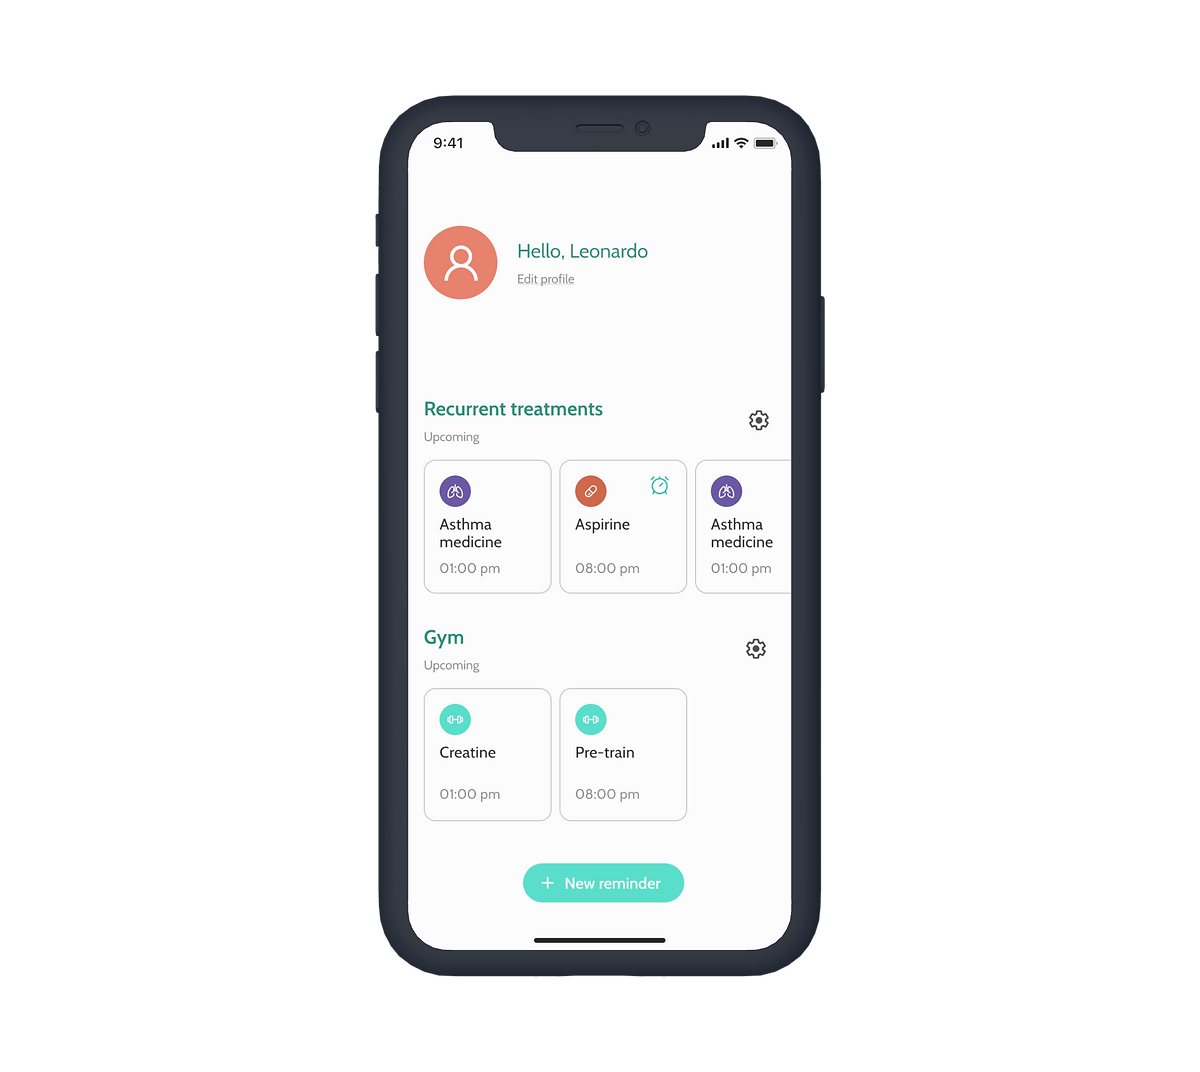 9:41
Hello, Leonardo
Edit profile
Recurrent treatments
Upcoming
Asthma
medicine
01:00 pm
Aspirine
08:00 pm
Asthma
medicine
01:00 pm
Gym
Upcoming
Creatine
01:00 pm
Pre-train
08:00 pm
+ New reminder